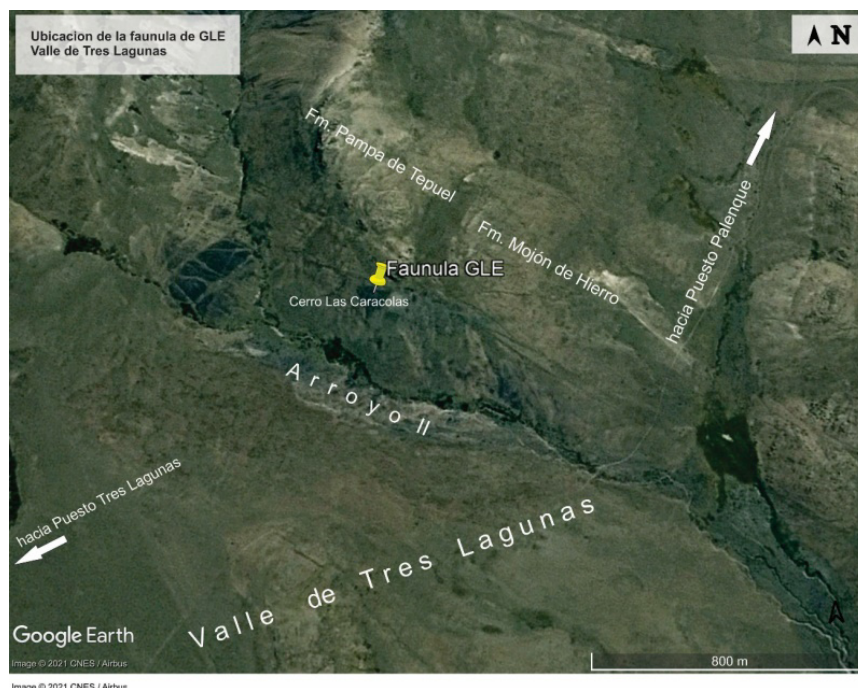 Ubicacion de la faunula de GLE
Valle de Tres Lagunas
N
Fm. Pampa de Tepuel
Fm. Mojón de Hierro
hacia Puesto Palenque
Faunula GLE
Cerro Las Caracolas
Arroyo II
hacia Puesto Tres Lagunas
Valle de Tres Lagunas
Google Earth
Image © 2021 CNES / Airbus
800 m
Image © 2021 CNES / Airbus